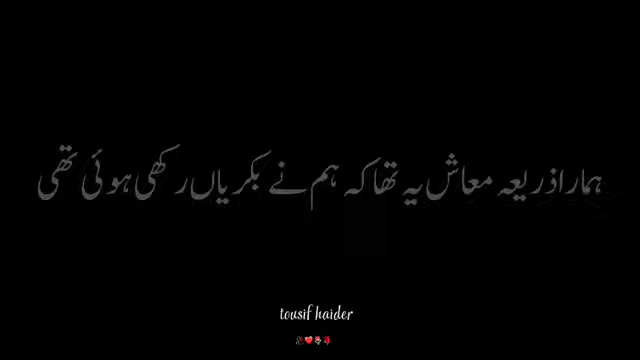 ہمارا ذریعہ معاش یہ تھا کہ ہم نے بکریاں رکھی ہوئی تھی
tousif haider
🥀❤️🌹